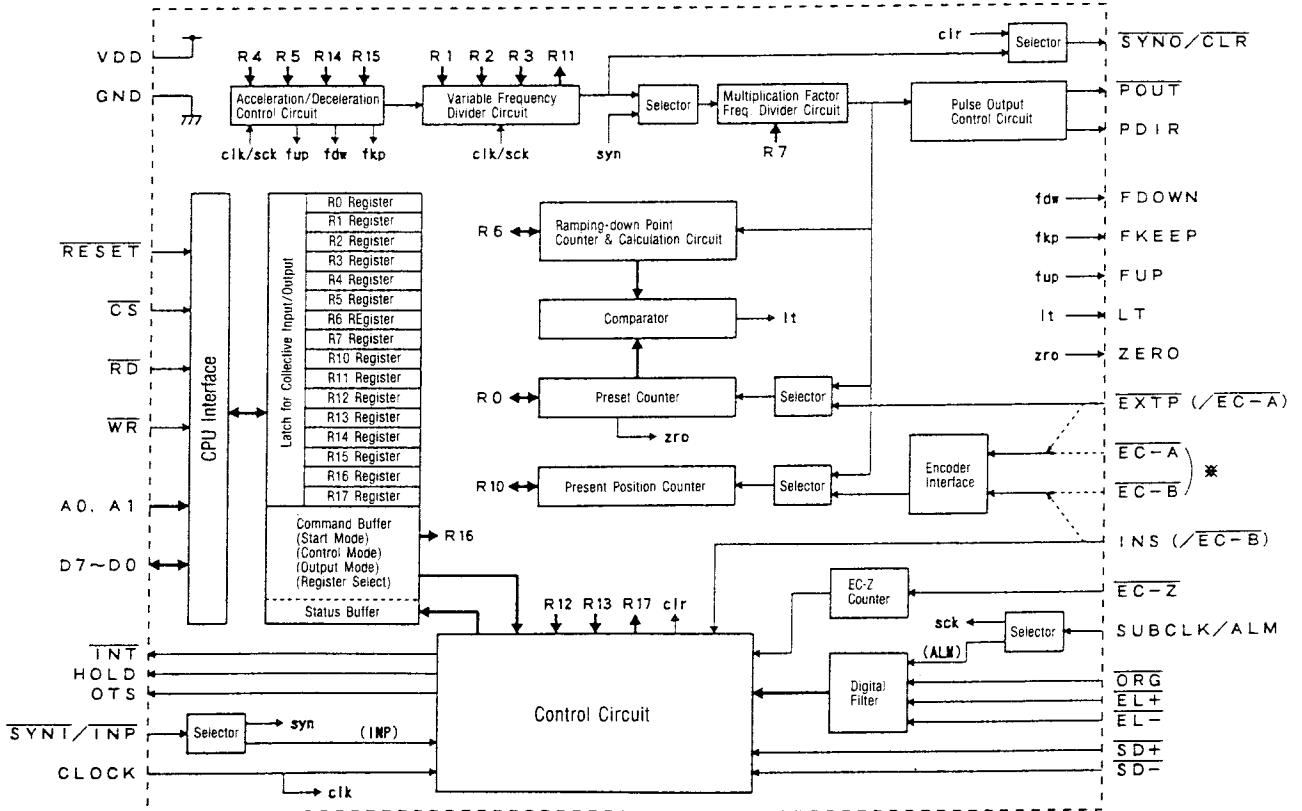 VDD
GND
R4 R5 R14 R15
Acceleration/Deceleration
Control Circuit
clk/sck fup fdw fkp
R1 R2 R3 R11
Variable Frequency
Divider Circuit
clk/sck
syn
Selector
Multiplication Factor
Freq. Divider Circuit
R7
clr
Selector
SYNO/CLR
Pulse Output
Control Circuit
POUT
PDIR
fdw FDOWN
fkp FKEEP
fup FUP
lt LT
zro ZERO
RESET
CS
RD
WR
A0, A1
D7~D0
CPU Interface
Latch for Collective Input/Output
R0 Register
R1 Register
R2 Register
R3 Register
R4 Register
R5 Register
R6 REgister
R7 Register
R10 Register
R11 Register
R12 Register
R13 Register
R14 Register
R15 Register
R16 Register
R17 Register
Command Buffer
(Start Mode)
(Control Mode)
(Output Mode)
(Register Select)
R16
Status Buffer
R6
Ramping-down Point
Counter & Calculation Circuit
Comparator
lt
R0
Preset Counter
zro
Selector
R10
Present Position Counter
Selector
Encoder
Interface
EXTP (/EC-A)
EC-A
EC-B
※
INS (/EC-B)
EC-Z
Counter
EC-Z
sck
Selector
SUBCLK/ALM
(ALM)
Digital
Filter
ORG
EL+
EL-
SD+
SD-
R12 R13 R17 clr
Control Circuit
INT
HOLD
OTS
SYNI/INP
Selector
syn
(INP)
CLOCK
clk